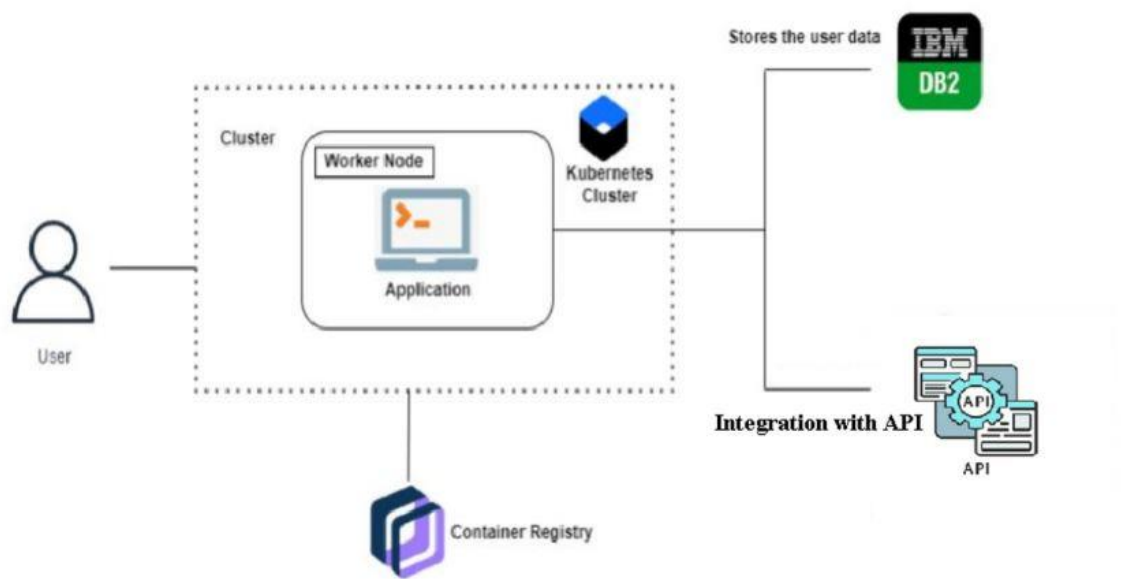 Stores the user data
IBM
DB2
Cluster
Worker Node
Kubernetes
Cluster
Application
User
Integration with API
API
API
Container Registry